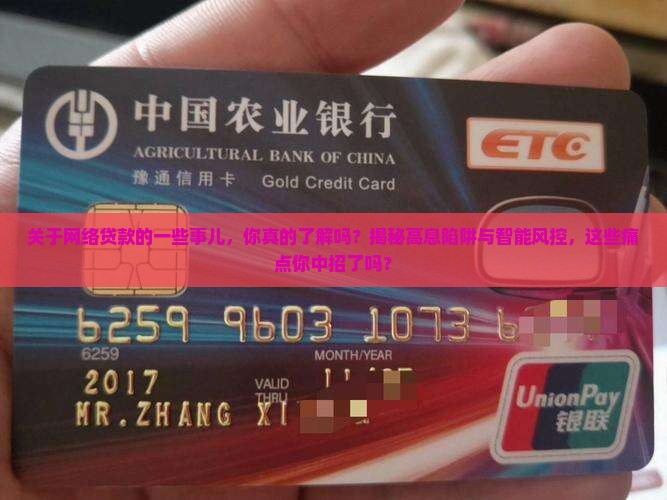 中国农业银行
AGRICULTURAL BANK OF CHINA
ETC
豫通信用卡 Gold Credit Card
关于网络贷款的一些事儿，你真的了解吗？揭秘高息陷阱与智能风控，这些痛
点你中招了吗？
6259 9603 1073
6259
MONTH/YEAR
2017 VALID THRU
MR.ZHANG XI
UnionPay
银联